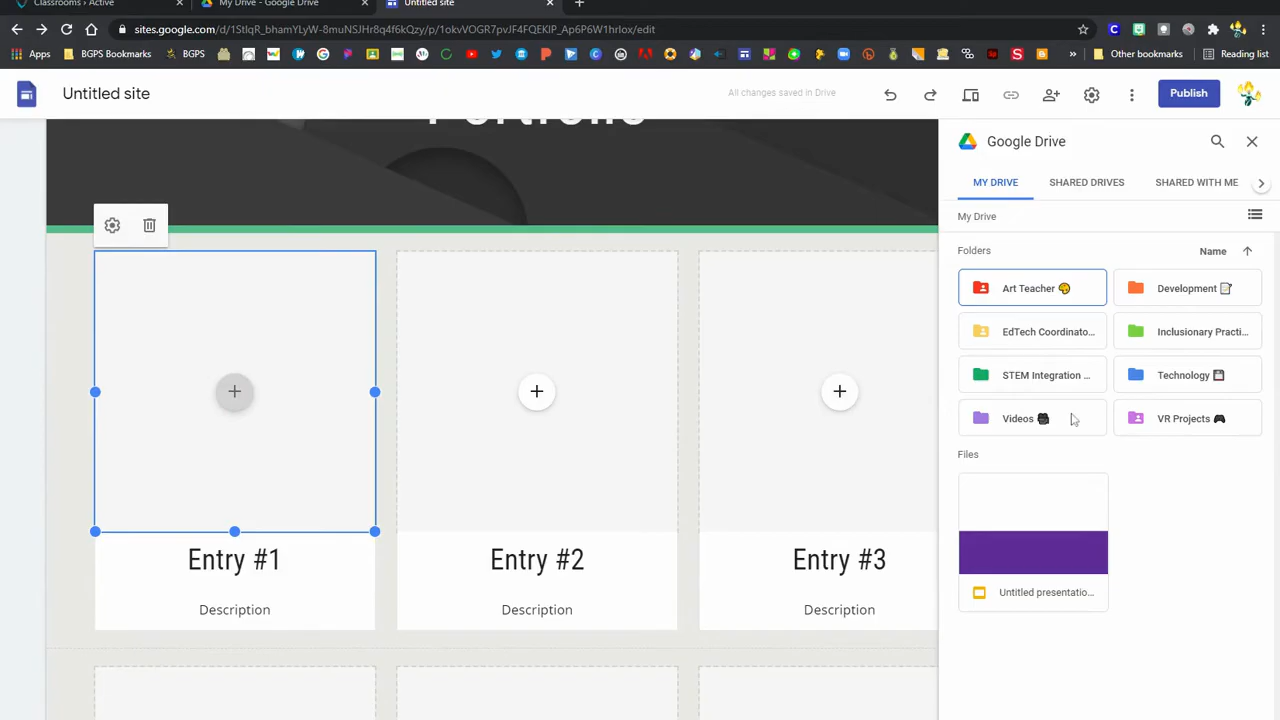 Classrooms › Active
My Drive - Google Drive
Untitled site
sites.google.com/d/1StlqR_bhamYLyW-8muNSJHr8q4f6kQzy/p/1okvVOGR7pvJF4FQEKIP_Ap6P6W1hrIox/edit
Apps
BGPS Bookmarks
BGPS
Other bookmarks
Reading list
Untitled site
All changes saved in Drive
Publish
Portfolio
Google Drive
MY DRIVE SHARED DRIVES SHARED WITH ME
My Drive
Folders Name
Art Teacher Development
EdTech Coordinato... Inclusionary Practi...
STEM Integration ... Technology
Videos VR Projects
Files
Untitled presentatio...
Entry #1 Entry #2 Entry #3
Description Description Description